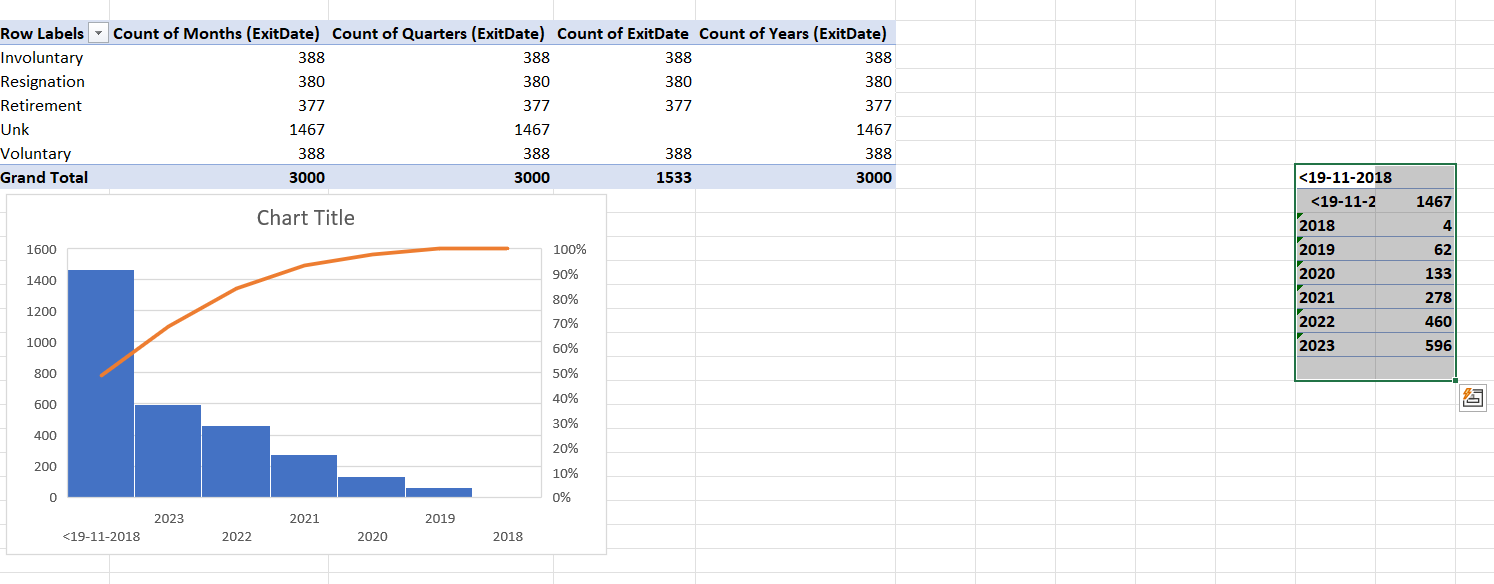 Row Labels Count of Months (ExitDate) Count of Quarters (ExitDate) Count of ExitDate Count of Years (ExitDate)
Involuntary 388 388 388 388
Resignation 380 380 380 380
Retirement 377 377 377 377
Unk 1467 1467 1467
Voluntary 388 388 388 388
Grand Total 3000 3000 1533 3000
<19-11-2018
<19-11-2 1467
2018 4
2019 62
2020 133
2021 278
2022 460
2023 596
Chart Title
1600 100%
1400 90%
1200 80%
1000 70%
800 60%
600 50%
400 40%
200 30%
0 20%
10%
0%
2023 2021 2019
<19-11-2018 2022 2020 2018